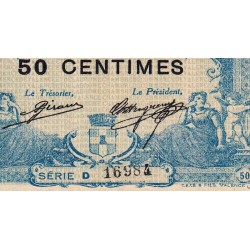 50 CENTIMES
Le Trésorier, Le Président,
SÉRIE D 16984
50